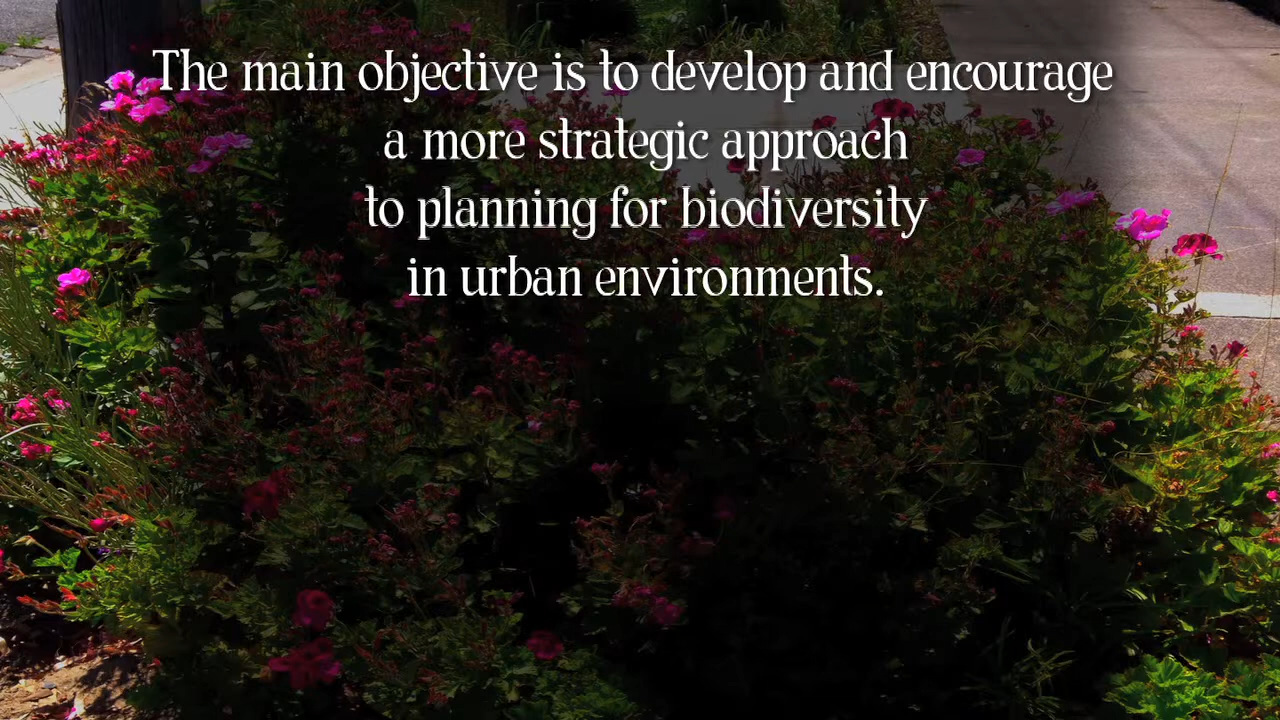 The main objective is to develop and encourage
a more strategic approach
to planning for biodiversity
in urban environments.